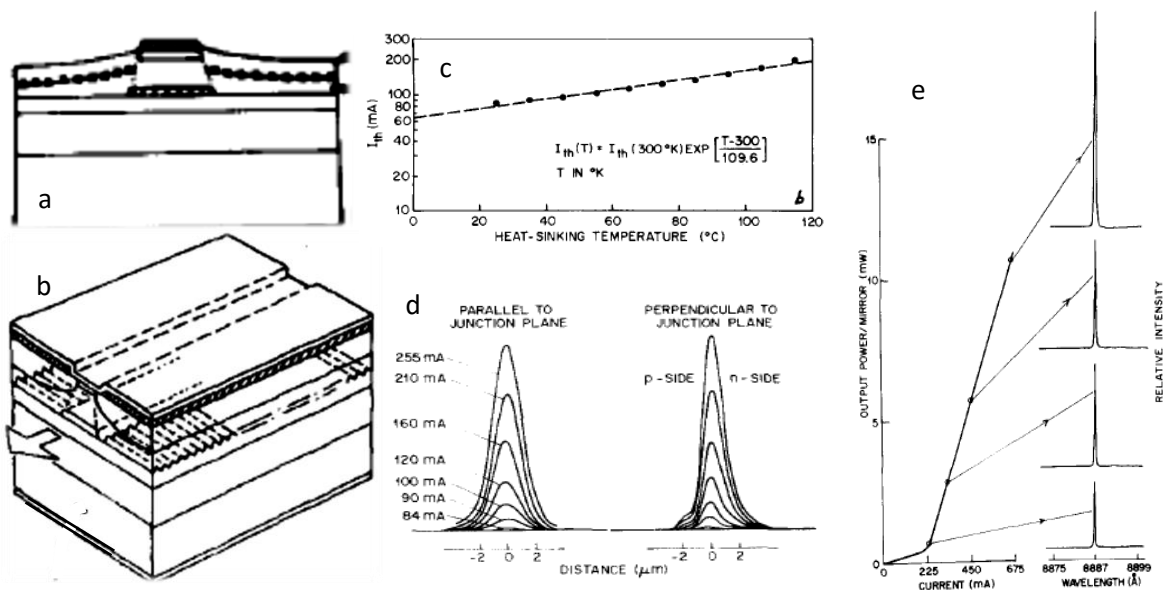 a
b
c
300
200
100
80
60
40
20
10
I_th (mA)
I_th(T) = I_th (300 °K) EXP [T-300 / 109.6]
T IN °K
b
0 20 40 60 80 100 120
HEAT-SINKING TEMPERATURE (°C)
d
PARALLEL TO
JUNCTION PLANE
PERPENDICULAR TO
JUNCTION PLANE
255 mA
210 mA
160 mA
120 mA
100 mA
90 mA
84 mA
p-SIDE n-SIDE
-2 0 2
-2 0 2
DISTANCE (μm)
e
15
10
5
0
OUTPUT POWER/MIRROR (mW)
RELATIVE INTENSITY
0 225 450 675
CURRENT (mA)
8875 8887 8899
WAVELENGTH (Å)